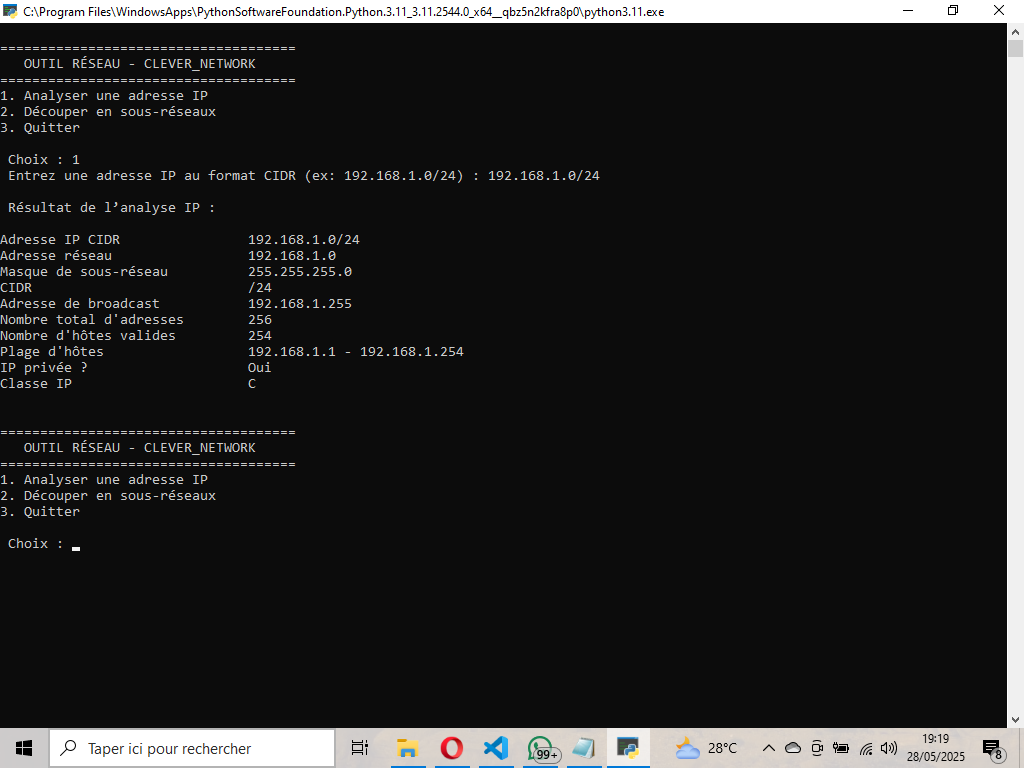 C:\Program Files\WindowsApps\PythonSoftwareFoundation.Python.3.11_3.11.2544.0_x64__qbz5n2kfra8p0\python3.11.exe
=====================================
OUTIL RÉSEAU - CLEVER_NETWORK
=====================================
1. Analyser une adresse IP
2. Découper en sous-réseaux
3. Quitter
Choix : 1
Entrez une adresse IP au format CIDR (ex: 192.168.1.0/24) : 192.168.1.0/24
Résultat de l’analyse IP :
Adresse IP CIDR 192.168.1.0/24
Adresse réseau 192.168.1.0
Masque de sous-réseau 255.255.255.0
CIDR /24
Adresse de broadcast 192.168.1.255
Nombre total d'adresses 256
Nombre d'hôtes valides 254
Plage d'hôtes 192.168.1.1 - 192.168.1.254
IP privée ? Oui
Classe IP C
=====================================
OUTIL RÉSEAU - CLEVER_NETWORK
=====================================
1. Analyser une adresse IP
2. Découper en sous-réseaux
3. Quitter
Choix :
Taper ici pour rechercher
99+
28°C
19:19
28/05/2025
8